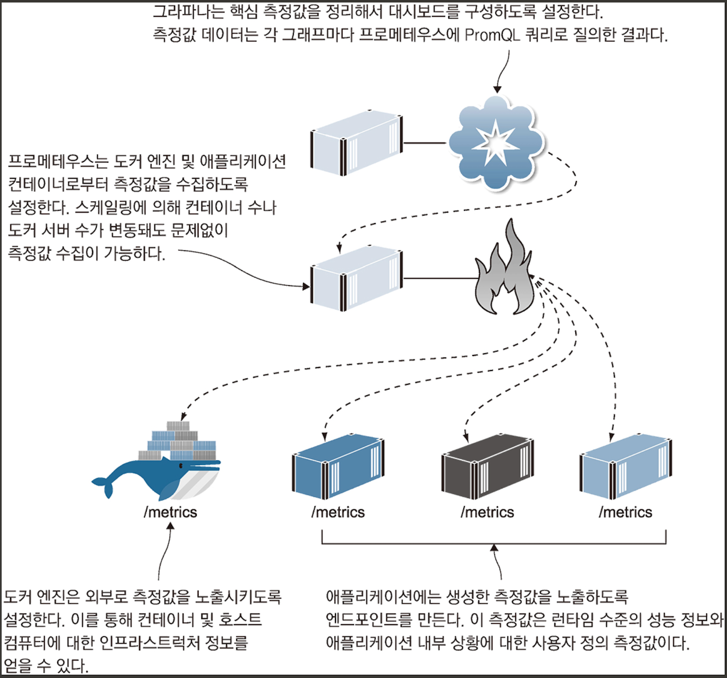 그라파나는 핵심 측정값을 정리해서 대시보드를 구성하도록 설정한다.
측정값 데이터는 각 그래프마다 프로메테우스에 PromQL 쿼리로 질의한 결과다.
프로메테우스는 도커 엔진 및 애플리케이션
컨테이너로부터 측정값을 수집하도록
설정한다. 스케일링에 의해 컨테이너 수나
도커 서버 수가 변동돼도 문제없이
측정값 수집이 가능하다.
/metrics
/metrics
/metrics
/metrics
도커 엔진은 외부로 측정값을 노출시키도록
설정한다. 이를 통해 컨테이너 및 호스트
컴퓨터에 대한 인프라스트럭처 정보를
얻을 수 있다.
애플리케이션에는 생성한 측정값을 노출하도록
엔드포인트를 만든다. 이 측정값은 런타임 수준의 성능 정보와
애플리케이션 내부 상황에 대한 사용자 정의 측정값이다.